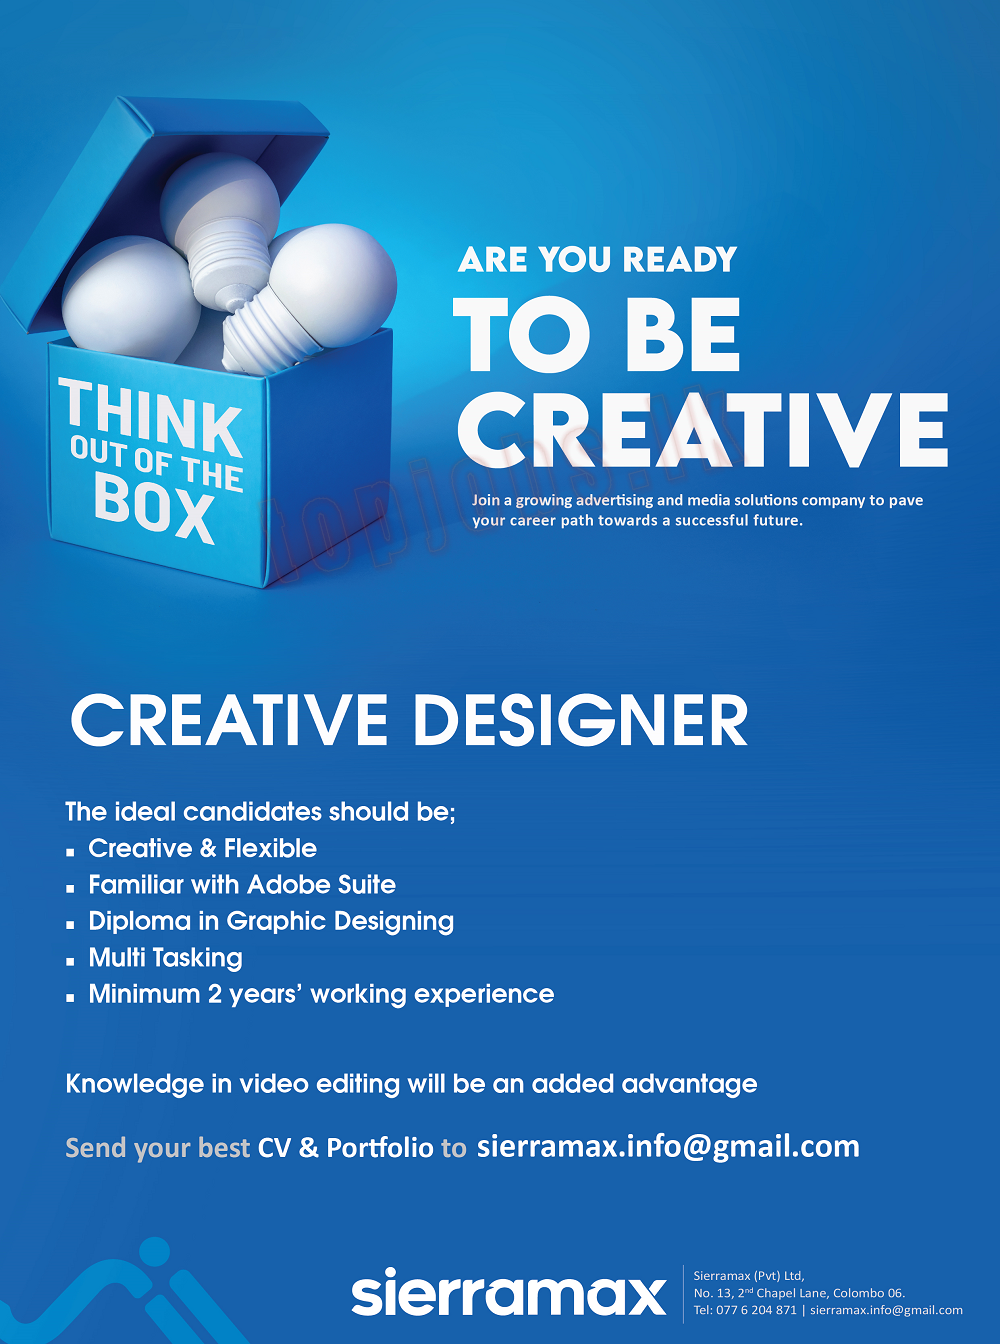 THINK
OUT OF THE
BOX
ARE YOU READY
TO BE
CREATIVE
topjobs.lk
Join a growing advertising and media solutions company to pave
your career path towards a successful future.
CREATIVE DESIGNER
The ideal candidates should be;
▪ Creative & Flexible
▪ Familiar with Adobe Suite
▪ Diploma in Graphic Designing
▪ Multi Tasking
▪ Minimum 2 years’ working experience
Knowledge in video editing will be an added advantage
Send your best CV & Portfolio to sierramax.info@gmail.com
sierramax
Sierramax (Pvt) Ltd,
No. 13, 2nd Chapel Lane, Colombo 06.
Tel: 077 6 204 871 | sierramax.info@gmail.com